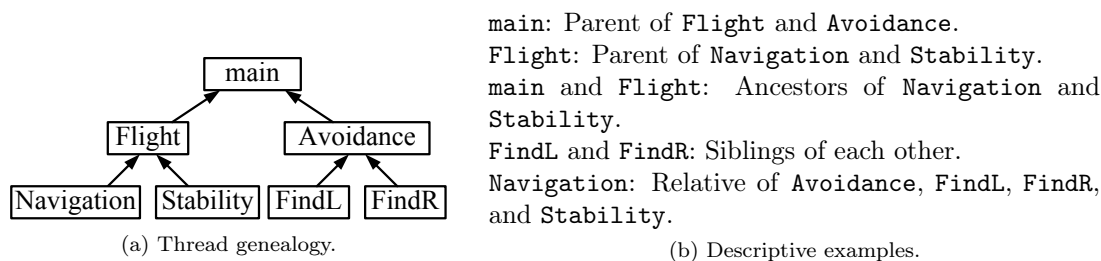 main
Flight
Avoidance
Navigation
Stability
FindL
FindR
(a) Thread genealogy.
main: Parent of Flight and Avoidance.
Flight: Parent of Navigation and Stability.
main and Flight: Ancestors of Navigation and
Stability.
FindL and FindR: Siblings of each other.
Navigation: Relative of Avoidance, FindL, FindR,
and Stability.
(b) Descriptive examples.